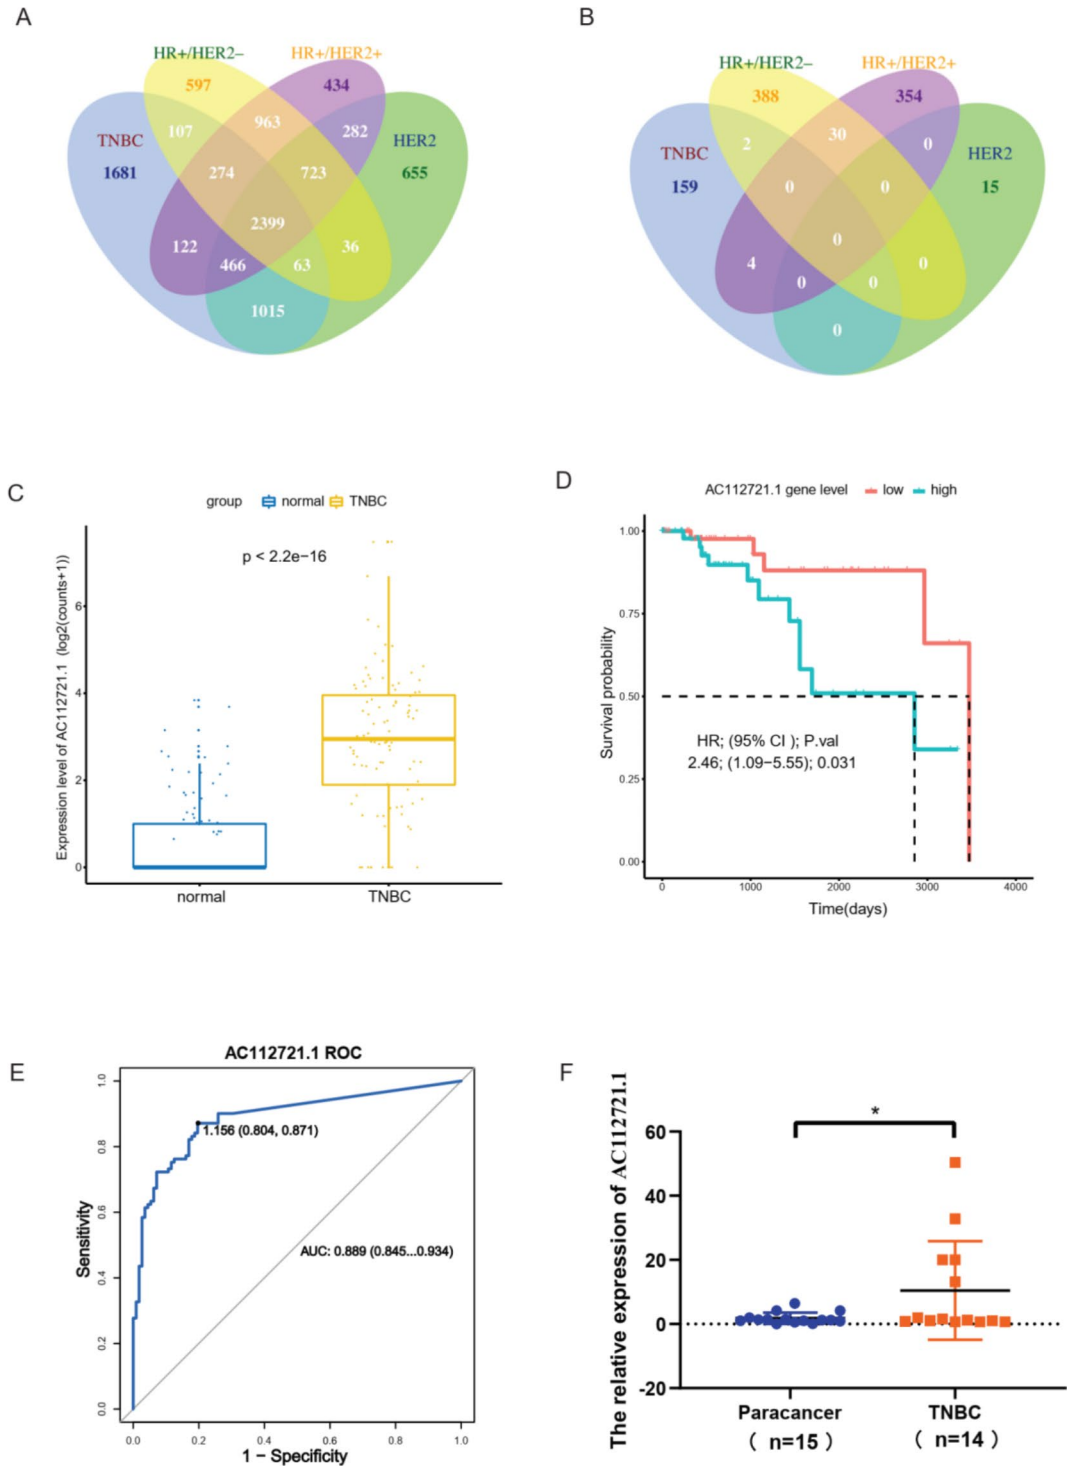 A
HR+/HER2− HR+/HER2+
597 434
107 963 282
TNBC HER2
1681 274 723 655
2399
122 36
466 63
1015
B
HR+/HER2− HR+/HER2+
388 354
2 30 0
TNBC HER2
159 0 0 15
0
4 0
0 0
0
C
group normal TNBC
p < 2.2e−16
Expression level of AC112721.1 (log2(counts+1))
6
4
2
0
normal TNBC
D
AC112721.1 gene level low high
Survival probability
1.00
0.75
0.50
0.25
0.00
HR; (95% CI ); P.val
2.46; (1.09−5.55); 0.031
0 1000 2000 3000 4000
Time(days)
E
AC112721.1 ROC
Sensitivity
1.0
0.8
0.6
0.4
0.2
0.0
1.156 (0.804, 0.871)
AUC: 0.889 (0.845...0.934)
0.0 0.2 0.4 0.6 0.8 1.0
1 − Specificity
F
The relative expression of AC112721.1
*
60
40
20
0
-20
Paracancer TNBC
( n=15 ) ( n=14 )